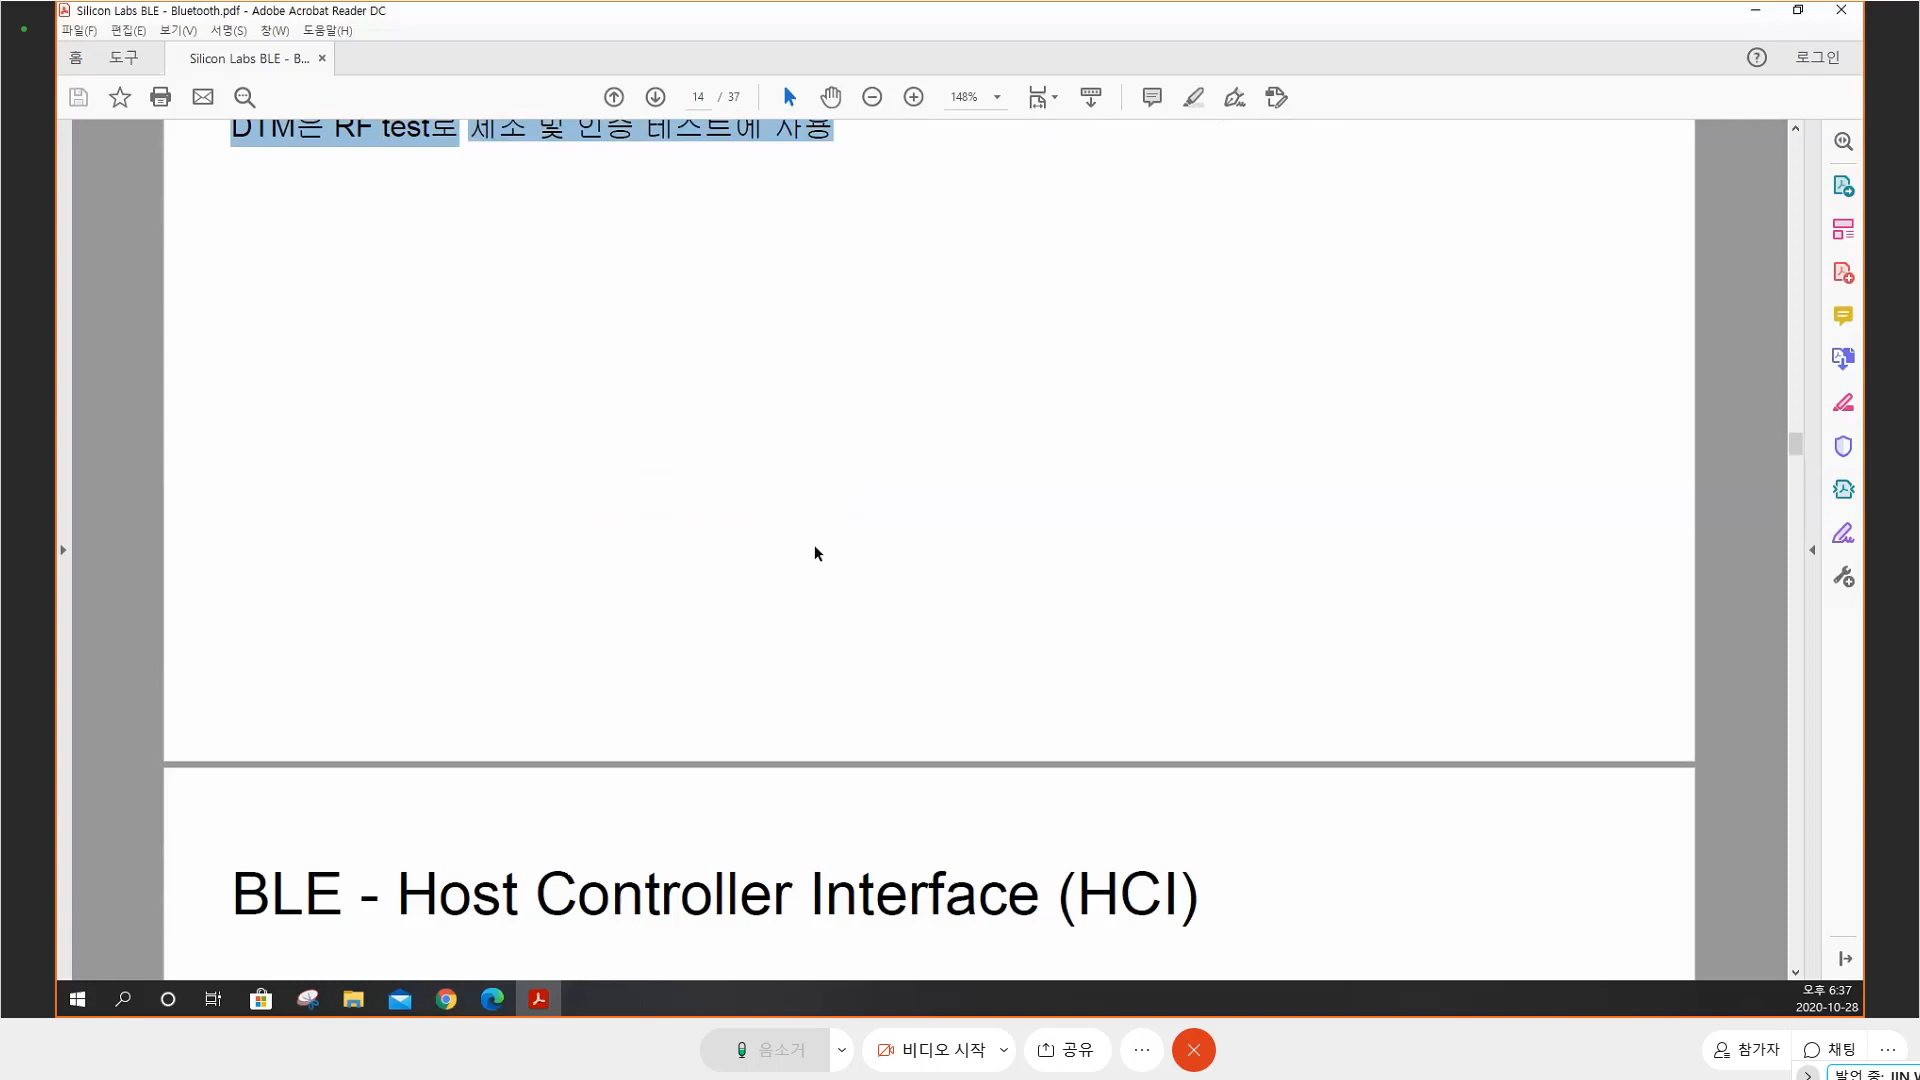 Silicon Labs BLE - Bluetooth.pdf - Adobe Acrobat Reader DC
파일(F) 편집(E) 보기(V) 서명(S) 창(W) 도움말(H)
홈 도구 Silicon Labs BLE - B... × 로그인
14 / 37 148%
DTM은 RF test로 제조 및 인증 테스트에 사용
BLE - Host Controller Interface (HCI)
오후 6:37
2020-10-28
음소거 비디오 시작 공유 참가자 채팅
발언 중: JIN